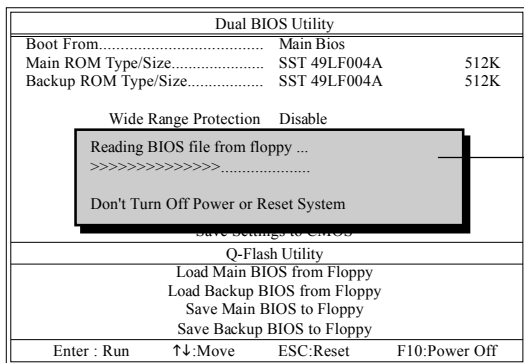 Dual BIOS Utility
Boot From..................................... Main Bios
Main ROM Type/Size..................... SST 49LF004A 512K
Backup ROM Type/Size.................. SST 49LF004A 512K
Wide Range Protection Disable
Reading BIOS file from floppy ...
>>>>>>>>>>>>>>.....................
Don't Turn Off Power or Reset System
Save Settings to CMOS
Q-Flash Utility
Load Main BIOS from Floppy
Load Backup BIOS from Floppy
Save Main BIOS to Floppy
Save Backup BIOS to Floppy
Enter : Run ↑↓:Move ESC:Reset F10:Power Off